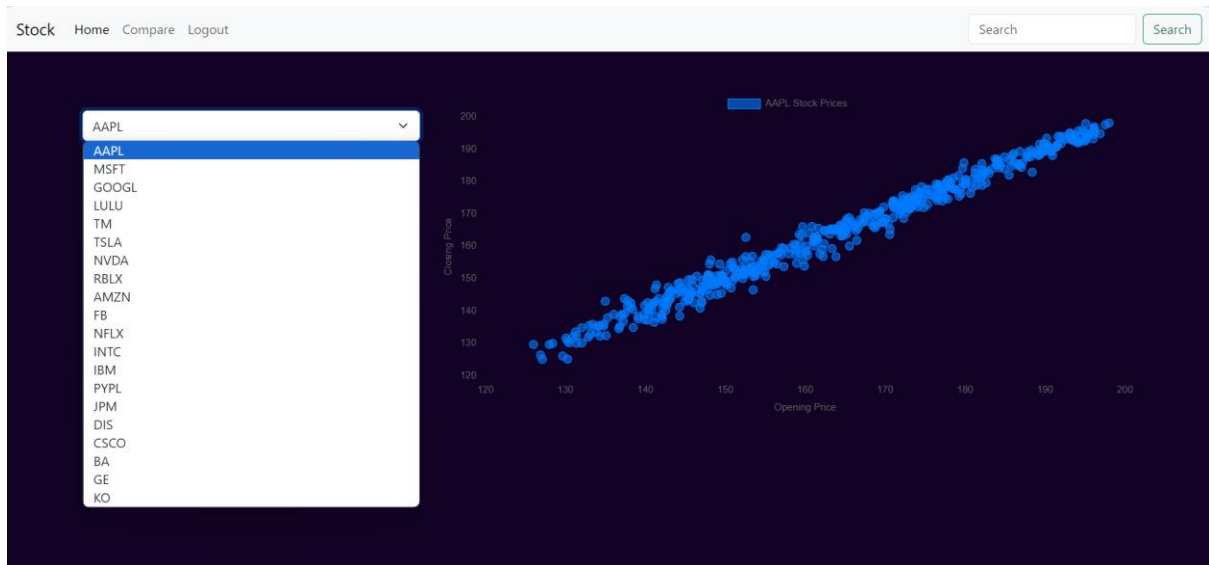 Stock Home Compare Logout Search Search
AAPL
AAPL
MSFT
GOOGL
LULU
TM
TSLA
NVDA
RBLX
AMZN
FB
NFLX
INTC
IBM
PYPL
JPM
DIS
CSCO
BA
GE
KO
AAPL Stock Prices
Closing Price
200
190
180
170
160
150
140
130
120
120 130 140 150 160 170 180 190 200
Opening Price